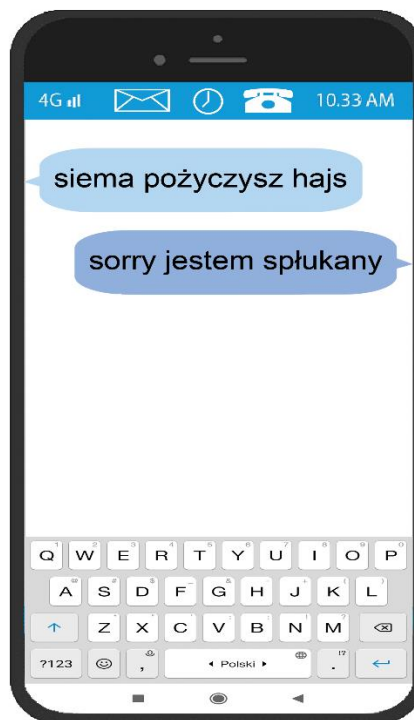 4G 10.33 AM
siema pożyczysz hajs
sorry jestem spłukany
Q W E R T Y U I O P
A S D F G H J K L
Z X C V B N M
?123 , Polski . !?